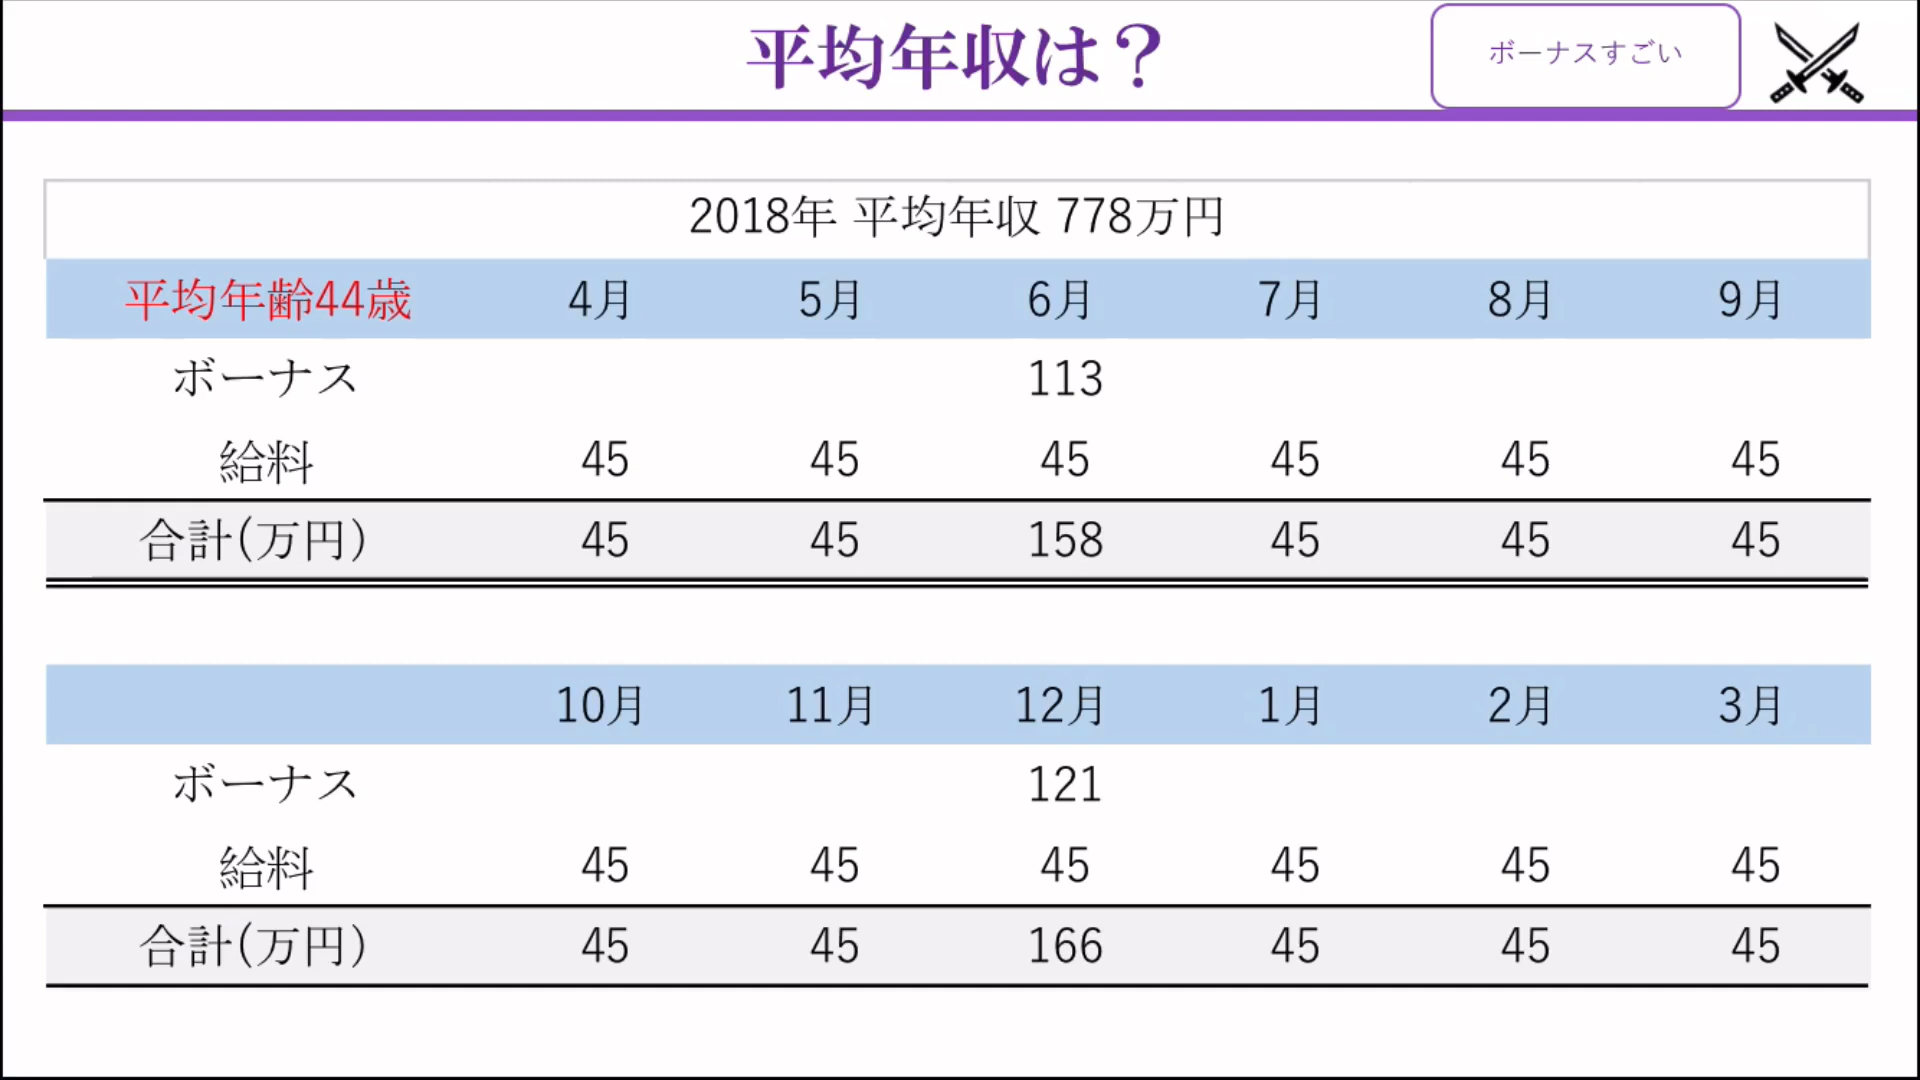 平均年収は？
ボーナスすごい
2018年 平均年収 778万円
平均年齢44歳 4月 5月 6月 7月 8月 9月
ボーナス 113
給料 45 45 45 45 45 45
合計(万円) 45 45 158 45 45 45
10月 11月 12月 1月 2月 3月
ボーナス 121
給料 45 45 45 45 45 45
合計(万円) 45 45 166 45 45 45